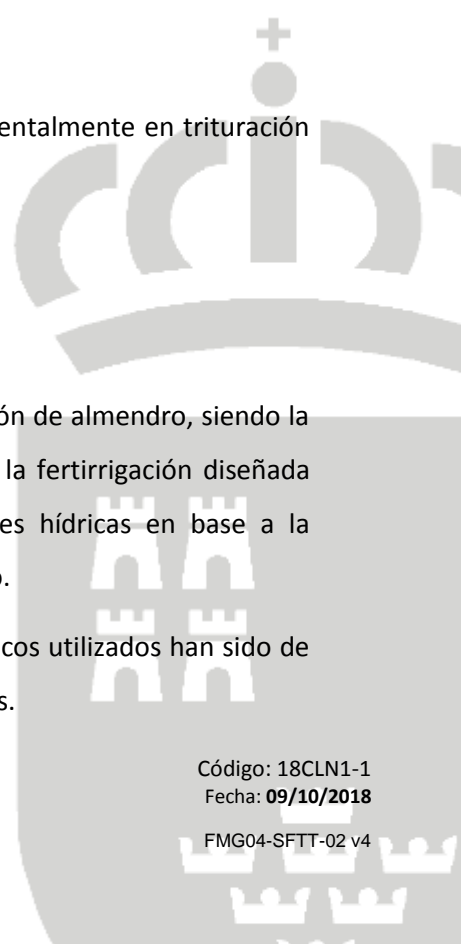 entalmente en trituración
ón de almendro, siendo la
la fertirrigación diseñada
es hídricas en base a la
o.
cos utilizados han sido de
s.
Código: 18CLN1-1
Fecha: 09/10/2018
FMG04-SFTT-02 v4